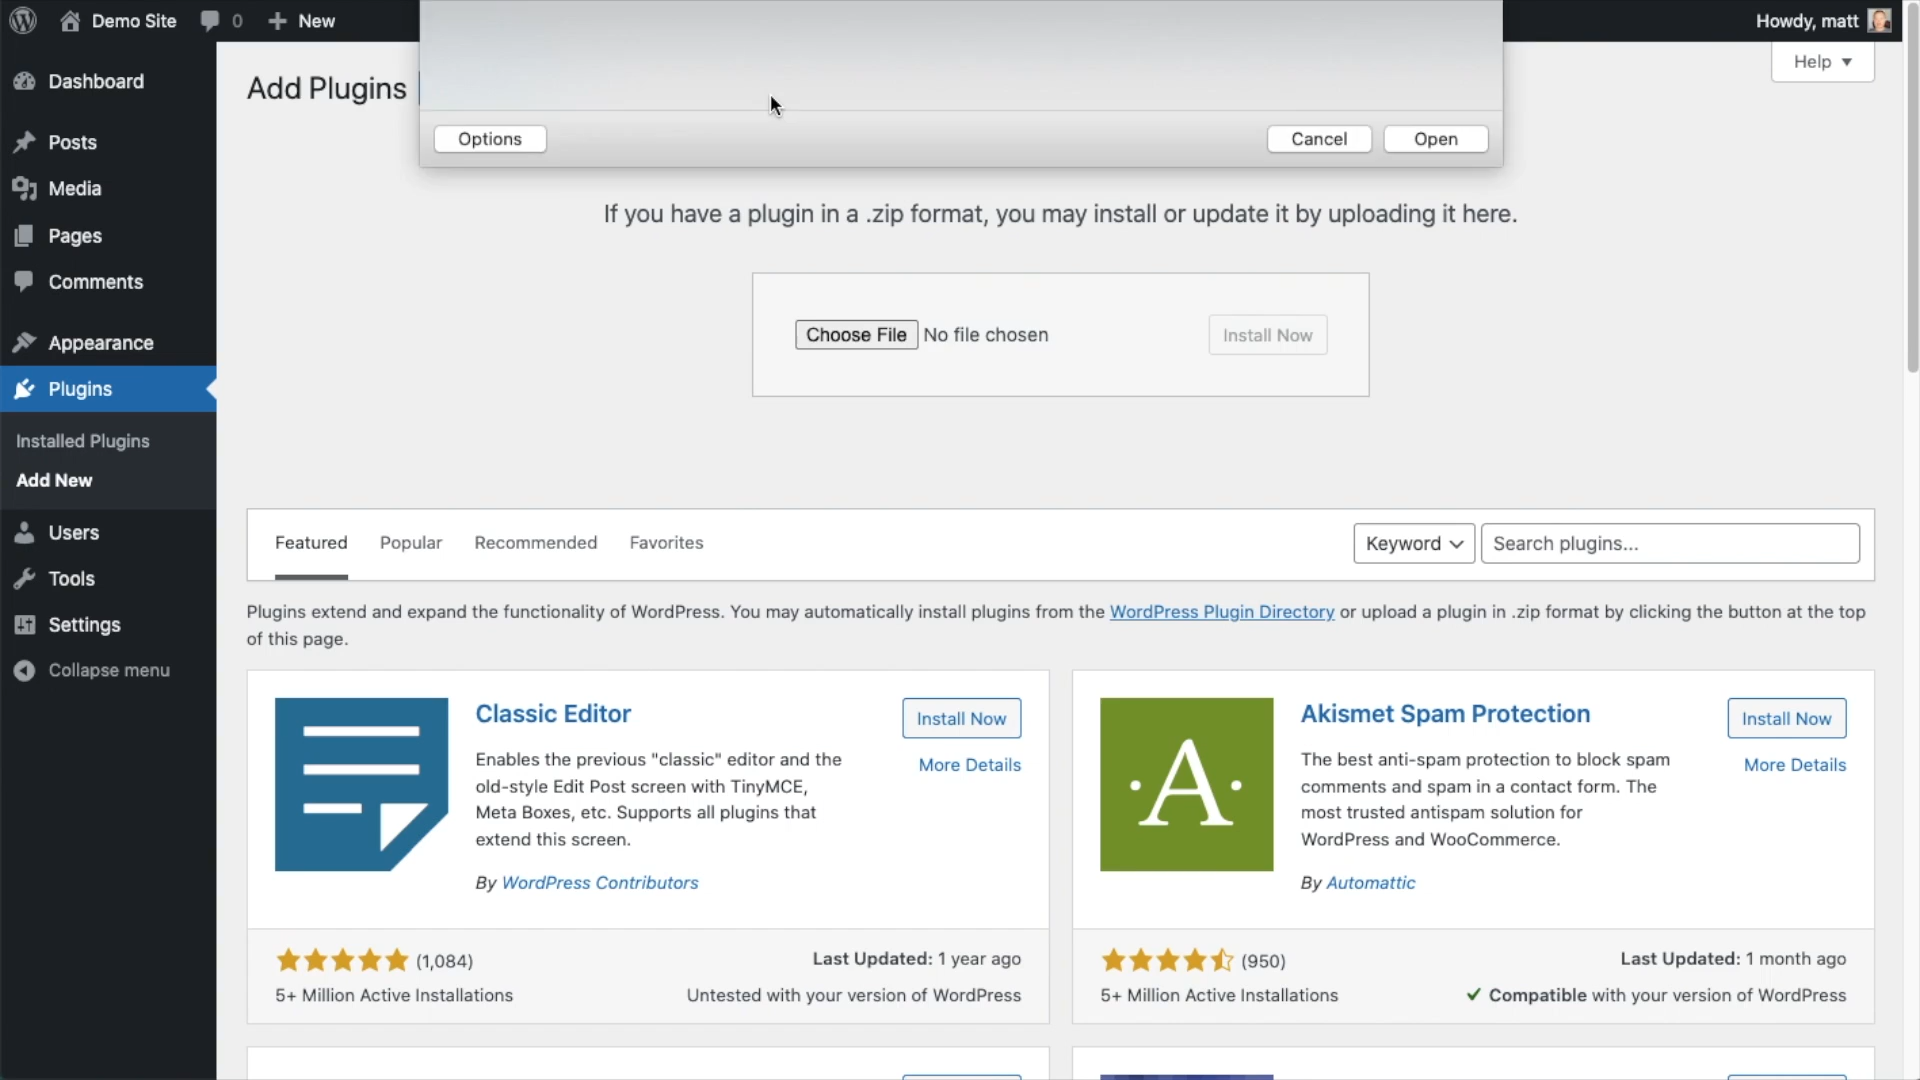 Demo Site
0
New
Howdy, matt
Help
Dashboard
Posts
Media
Pages
Comments
Appearance
Plugins
Installed Plugins
Add New
Users
Tools
Settings
Collapse menu
Add Plugins
Options
Cancel
Open
If you have a plugin in a .zip format, you may install or update it by uploading it here.
Choose File
No file chosen
Install Now
Featured
Popular
Recommended
Favorites
Keyword
Search plugins...
Plugins extend and expand the functionality of WordPress. You may automatically install plugins from the WordPress Plugin Directory or upload a plugin in .zip format by clicking the button at the top
of this page.
Classic Editor
Install Now
More Details
Enables the previous "classic" editor and the
old-style Edit Post screen with TinyMCE,
Meta Boxes, etc. Supports all plugins that
extend this screen.
By WordPress Contributors
(1,084)
Last Updated: 1 year ago
5+ Million Active Installations
Untested with your version of WordPress
A
Akismet Spam Protection
Install Now
More Details
The best anti-spam protection to block spam
comments and spam in a contact form. The
most trusted antispam solution for
WordPress and WooCommerce.
By Automattic
(950)
Last Updated: 1 month ago
5+ Million Active Installations
Compatible with your version of WordPress